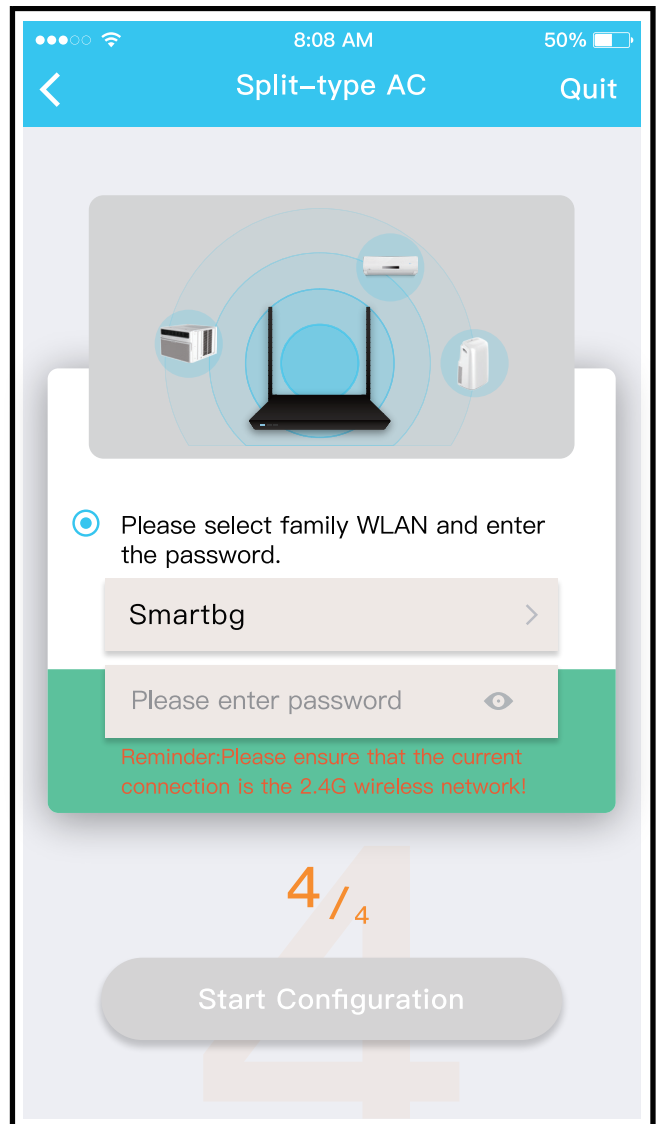 8:08 AM
50%
Split-type AC
Quit
Please select family WLAN and enter
the password.
Smartbg
Please enter password
Reminder:Please ensure that the current
connection is the 2.4G wireless network!
4/4
4
Start Configuration